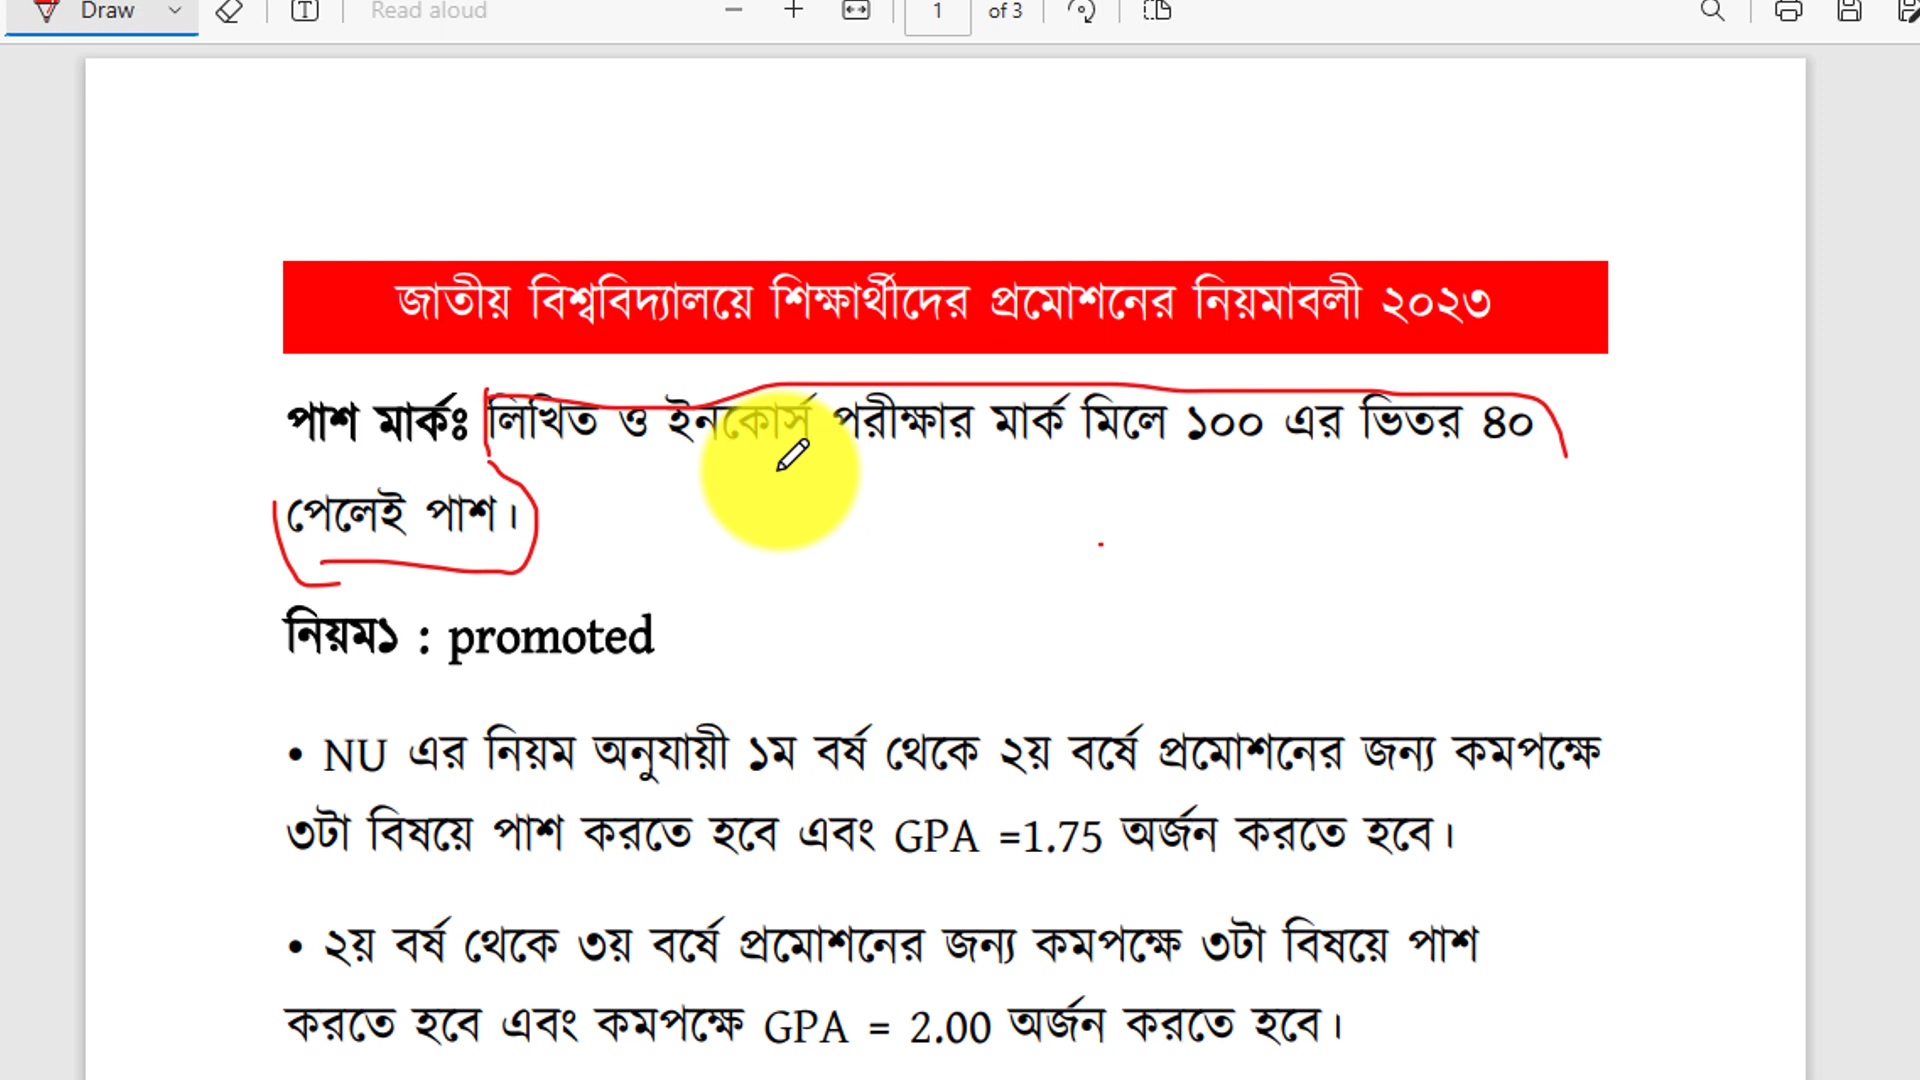 Draw
Read aloud
1 of 3
জাতীয় বিশ্ববিদ্যালয়ে শিক্ষার্থীদের প্রমোশনের নিয়মাবলী ২০২৩
পাশ মার্কঃ লিখিত ও ইনকোর্স পরীক্ষার মার্ক মিলে ১০০ এর ভিতর ৪০
পেলেই পাশ।
নিয়ম১ : promoted
• NU এর নিয়ম অনুযায়ী ১ম বর্ষ থেকে ২য় বর্ষে প্রমোশনের জন্য কমপক্ষে
৩টা বিষয়ে পাশ করতে হবে এবং GPA =1.75 অর্জন করতে হবে।
• ২য় বর্ষ থেকে ৩য় বর্ষে প্রমোশনের জন্য কমপক্ষে ৩টা বিষয়ে পাশ
করতে হবে এবং কমপক্ষে GPA = 2.00 অর্জন করতে হবে।